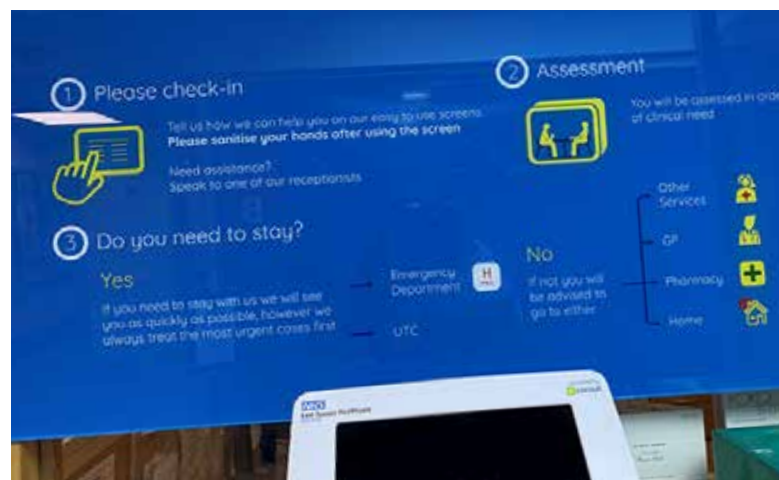 1 Please check-in
Tell us how we can help you on our easy to use screens.
Please sanitise your hands after using the screen
Need assistance?
Speak to one of our receptionists
2 Assessment
You will be assessed in order
of clinical need
3 Do you need to stay?
Yes
If you need to stay with us we will see
you as quickly as possible, however we
always treat the most urgent cases first
Emergency
Department
H
UTC
No
If not you will
be advised to
go to either
Other
Services
GP
Pharmacy
Home
NHS
East Sussex Healthcare